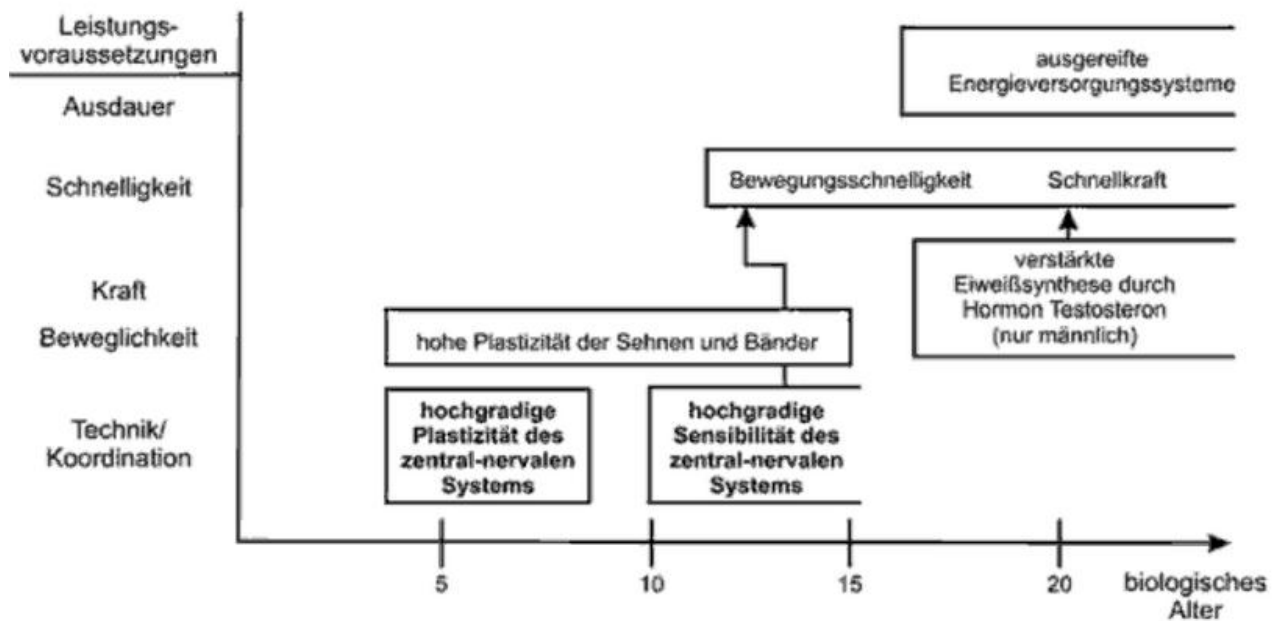 Leistungs-
voraussetzungen
Ausdauer
Schnelligkeit
Kraft
Beweglichkeit
Technik/
Koordination
ausgereifte
Energieversorgungssysteme
Bewegungsschnelligkeit
Schnellkraft
verstärkte
Eiweißsynthese durch
Hormon Testosteron
(nur männlich)
hohe Plastizität der Sehnen und Bänder
hochgradige
Plastizität des
zentral-nervalen
Systems
hochgradige
Sensibilität des
zentral-nervalen
Systems
5
10
15
20
biologisches
Alter